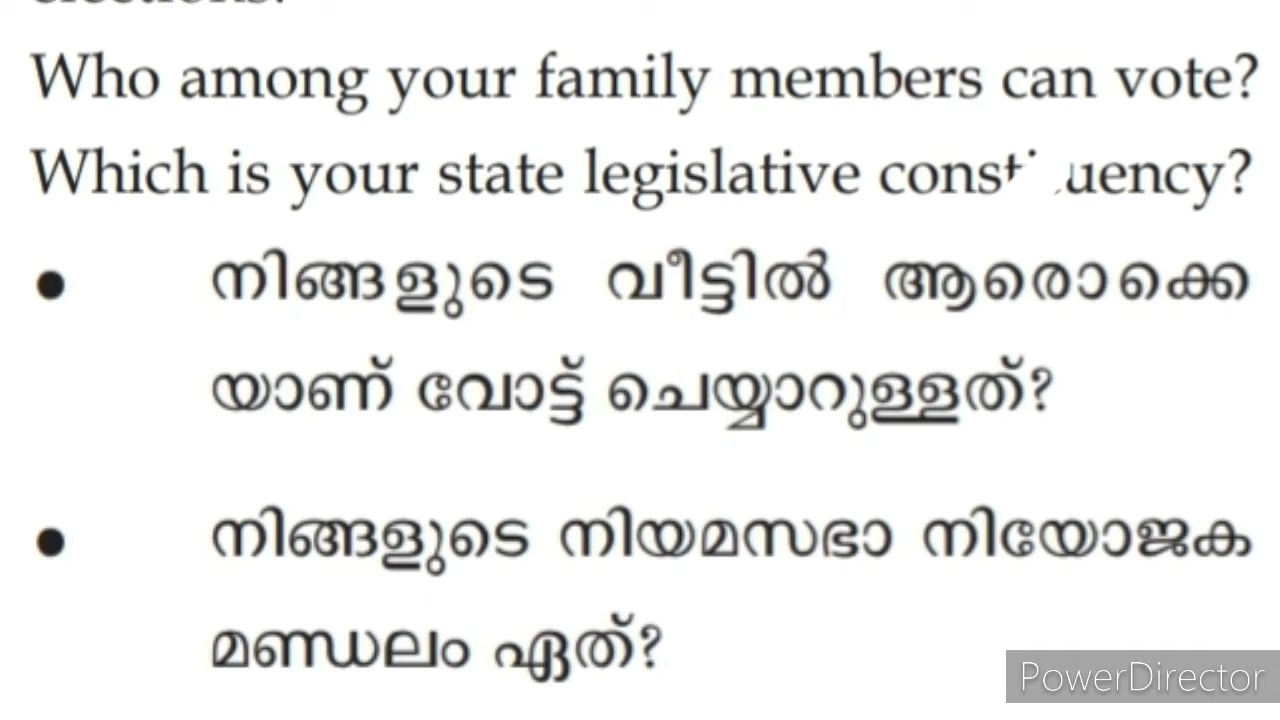 Who among your family members can vote?
Which is your state legislative
● നിങ്ങളുടെ വീട്ടിൽ ആരൊക്കെ
യാണ് വോട്ട് ചെയ്യാറുള്ളത്?
● നിങ്ങളുടെ നിയമസഭാ നിയോജക
മണ്ഡലം ഏത്?
PowerDirector